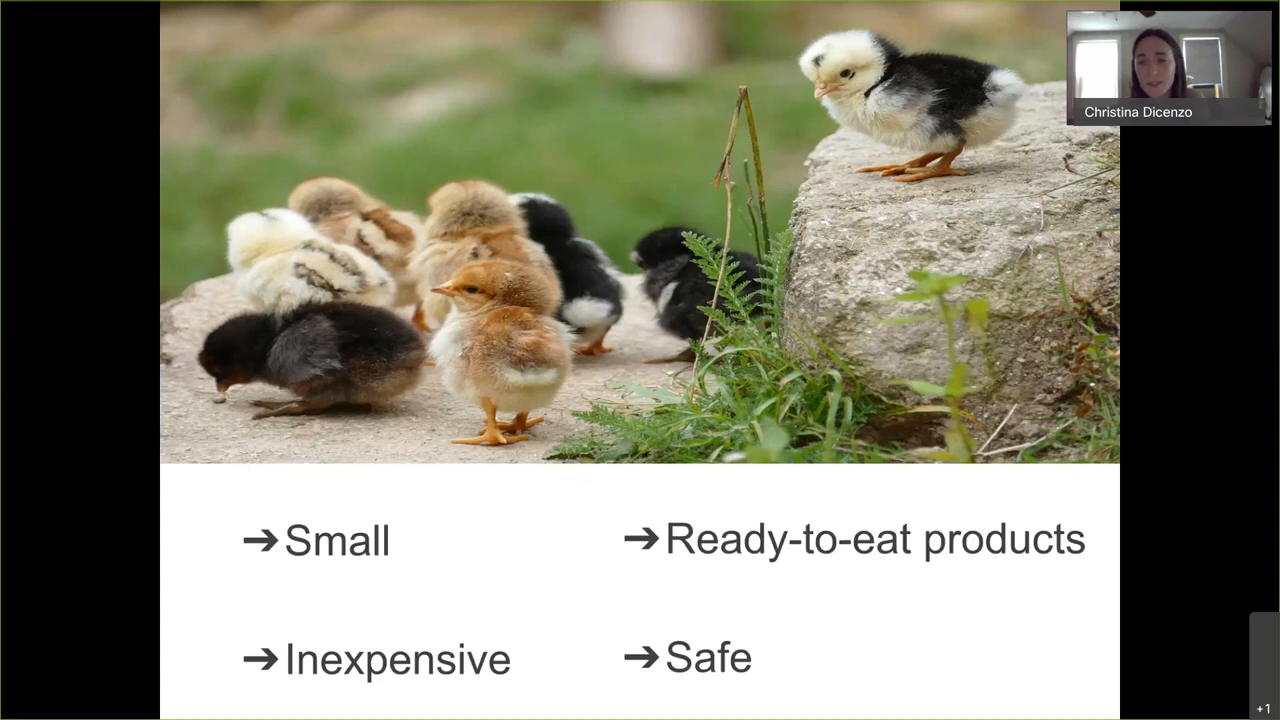 Christina Dicenzo
➔Small
➔Ready-to-eat products
➔Inexpensive
➔Safe
+1